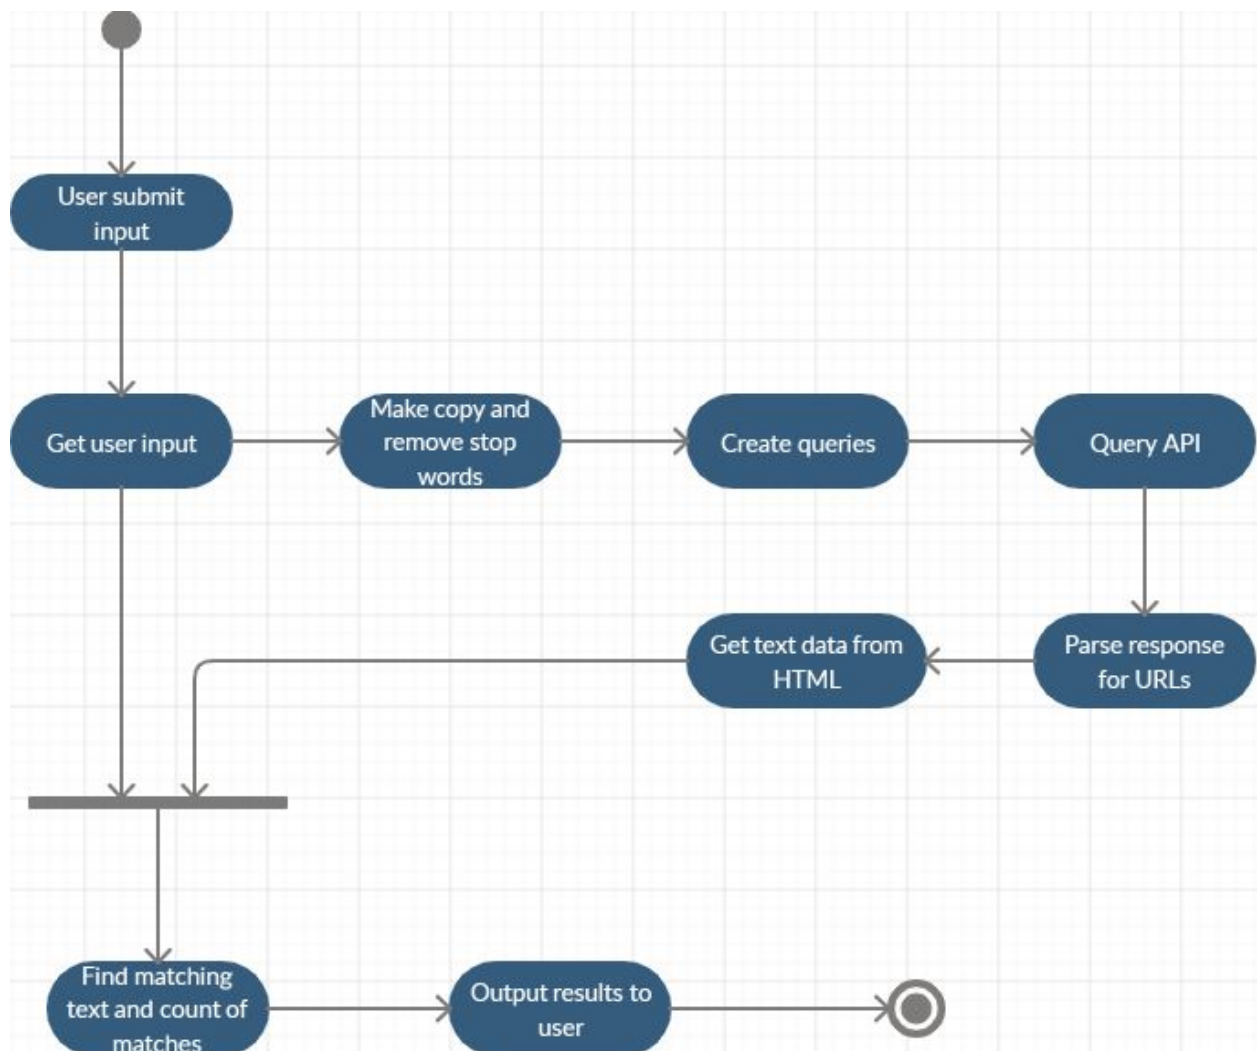 User submit
input
Get user input
Make copy and
remove stop
words
Create queries
Query API
Parse response
for URLs
Get text data from
HTML
Find matching
text and count of
matches
Output results to
user